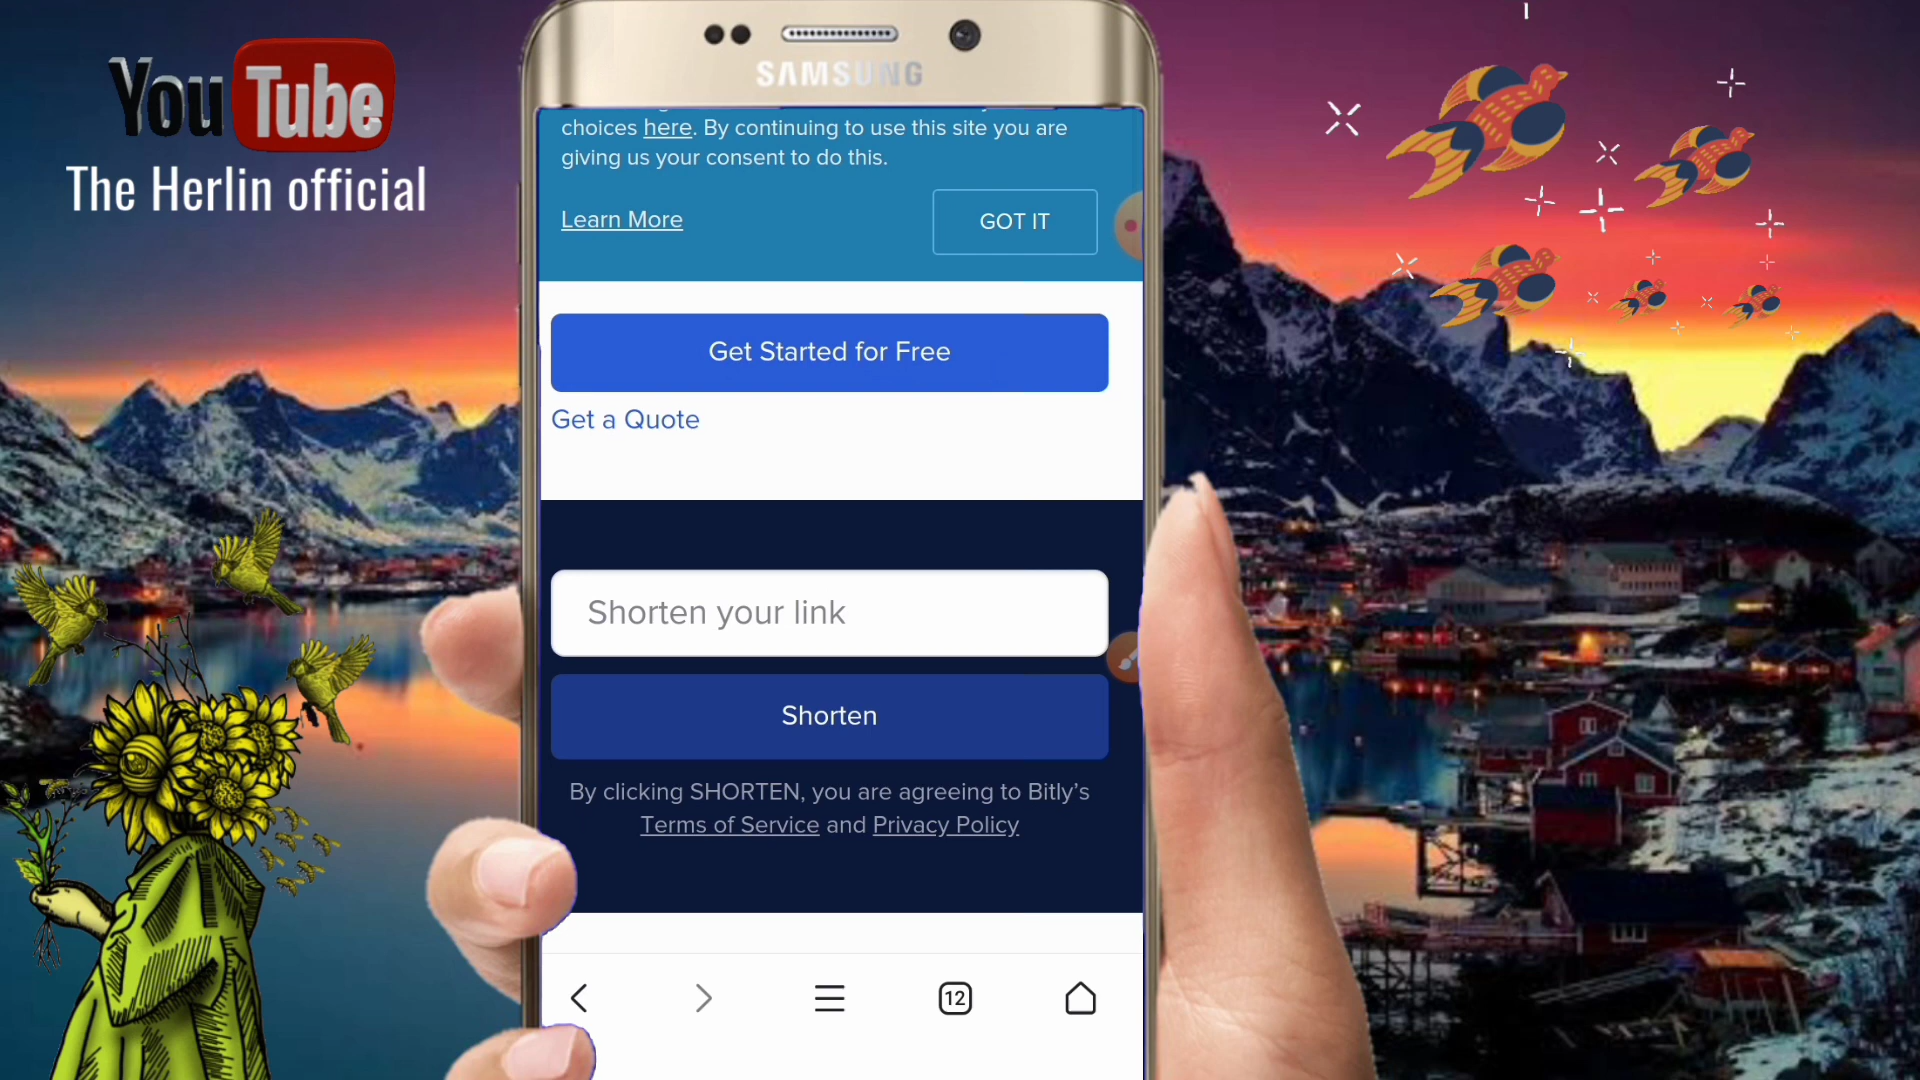 YouTube
The Herlin official
SAMSUNG
choices here. By continuing to use this site you are
giving us your consent to do this.
Learn More
GOT IT
Get Started for Free
Get a Quote
Shorten your link
Shorten
By clicking SHORTEN, you are agreeing to Bitly’s
Terms of Service and Privacy Policy
12